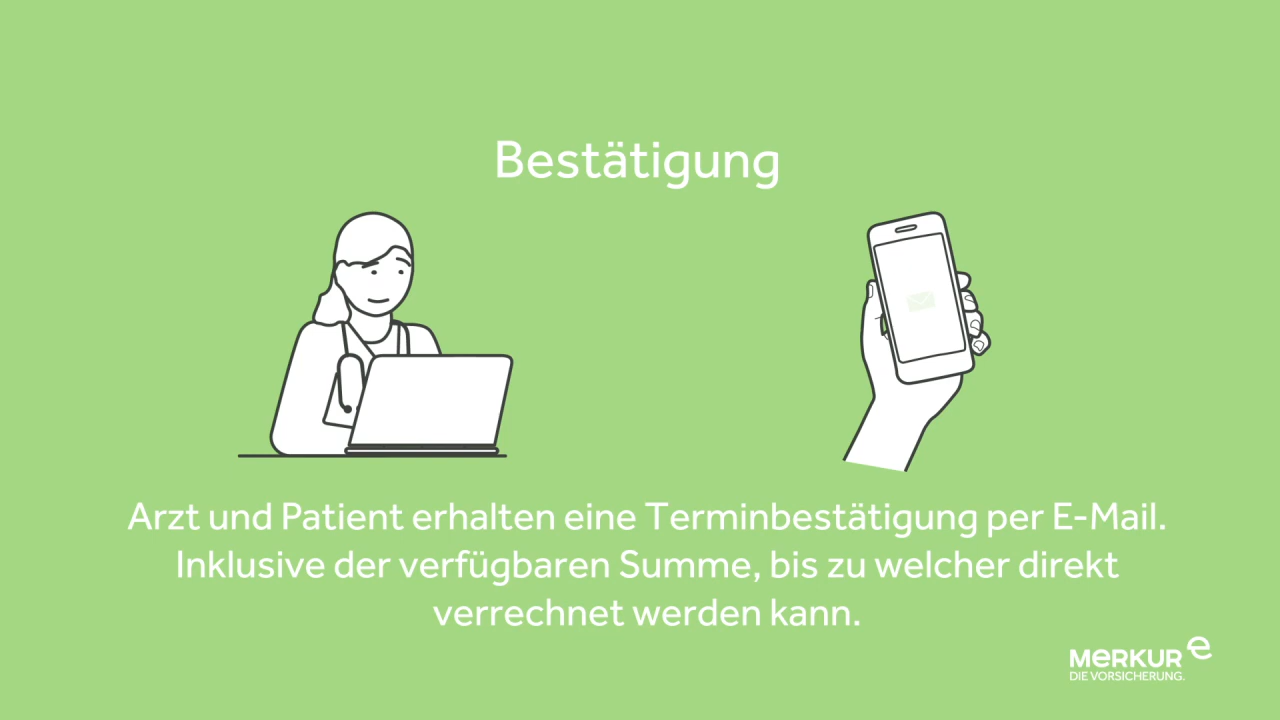 Bestätigung
Arzt und Patient erhalten eine Terminbestätigung per E-Mail.
Inklusive der verfügbaren Summe, bis zu welcher direkt
verrechnet werden kann.
MERKUR
DIE VORSICHERUNG.